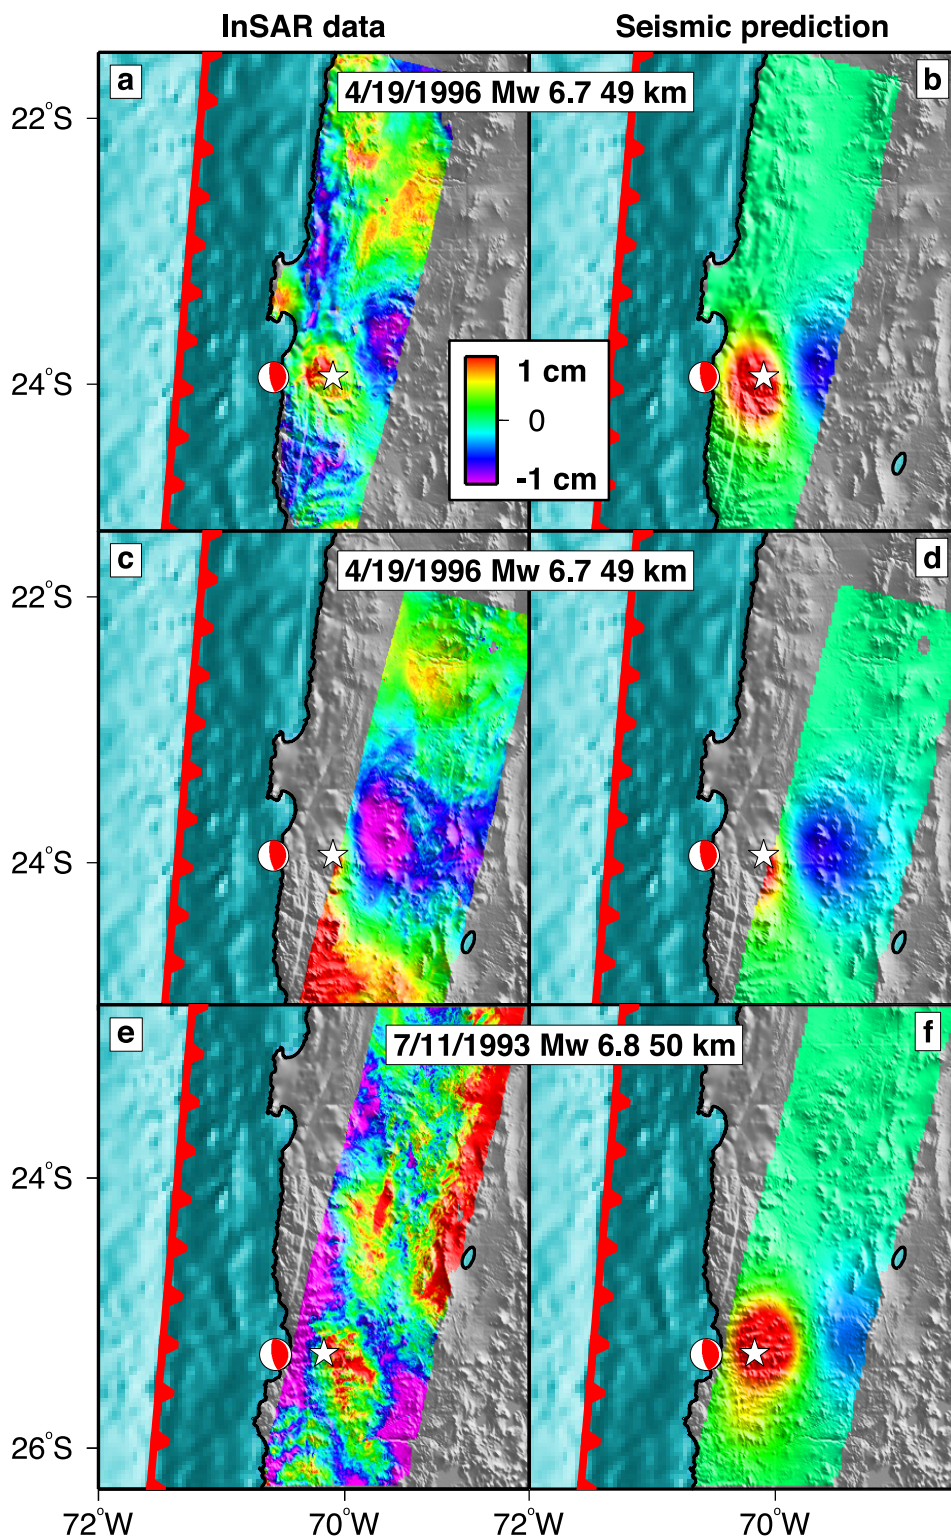 InSAR data Seismic prediction
a b
4/19/1996 Mw 6.7 49 km
22°S
24°S
1 cm
0
-1 cm
c d
4/19/1996 Mw 6.7 49 km
22°S
24°S
e f
7/11/1993 Mw 6.8 50 km
24°S
26°S
72°W 70°W 72°W 70°W